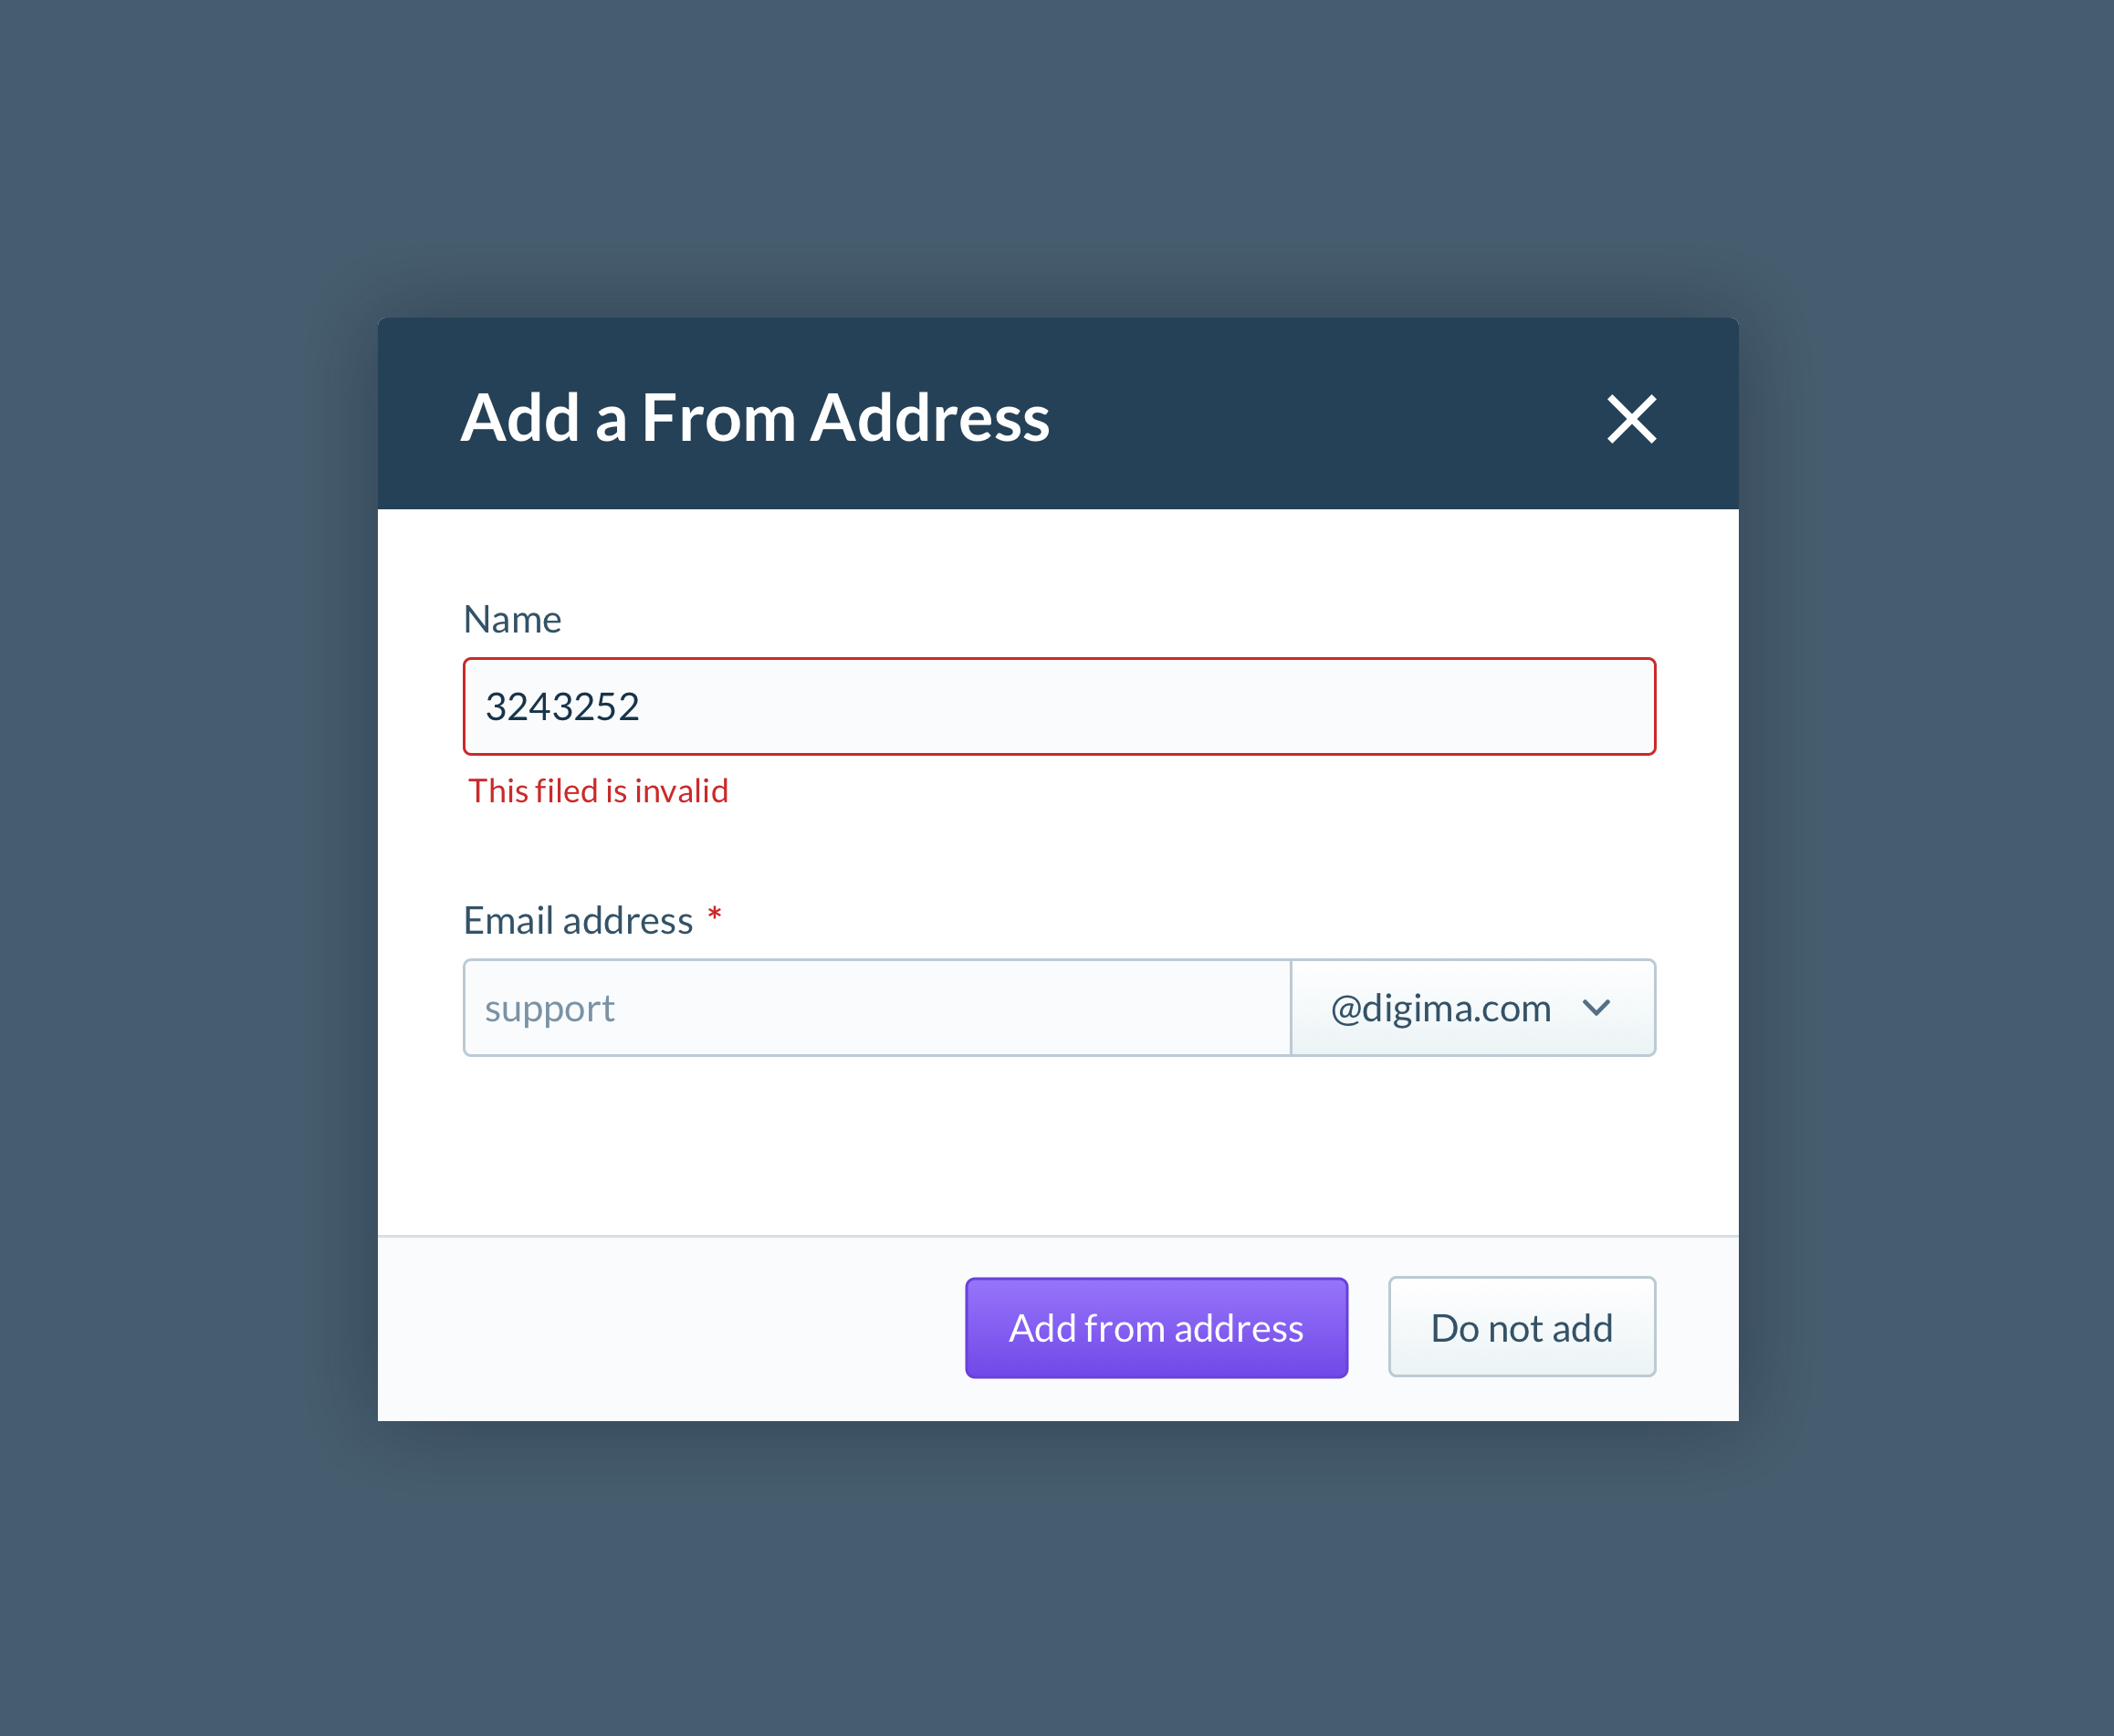 Add a From Address
Name
3243252
This filed is invalid
Email address *
support
@digima.com
Add from address
Do not add